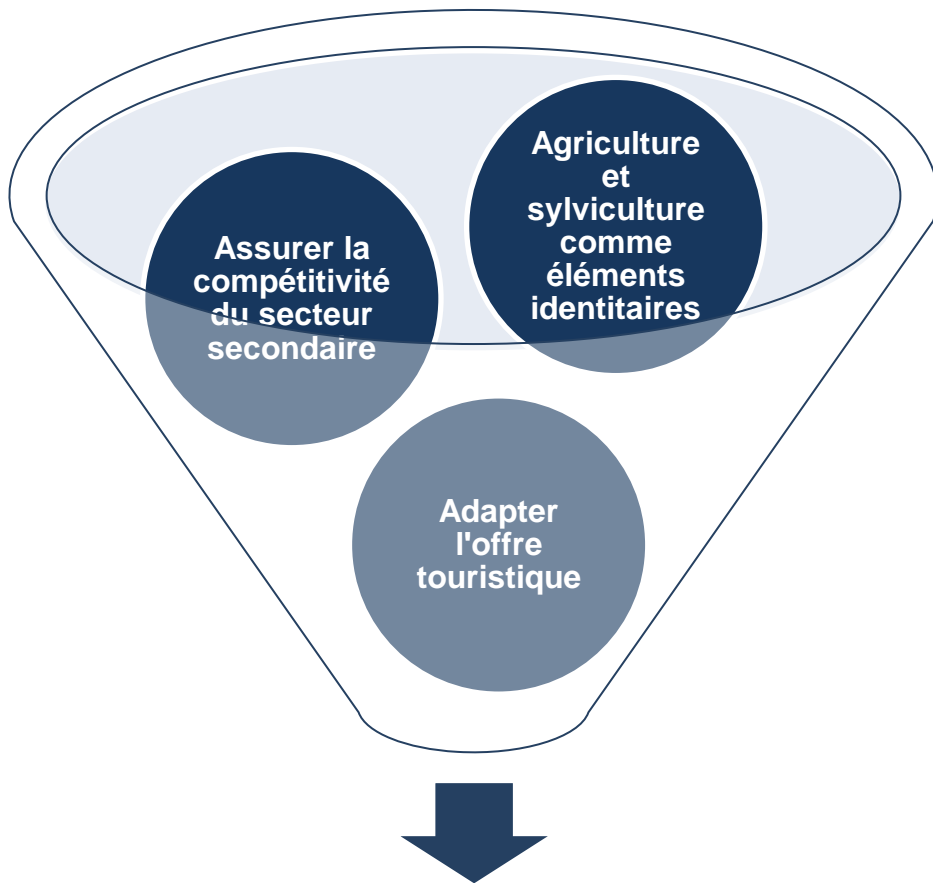 Agriculture
et
sylviculture
comme
éléments
identitaires
Assurer la
compétitivité
du secteur
secondaire
Adapter
l'offre
touristique